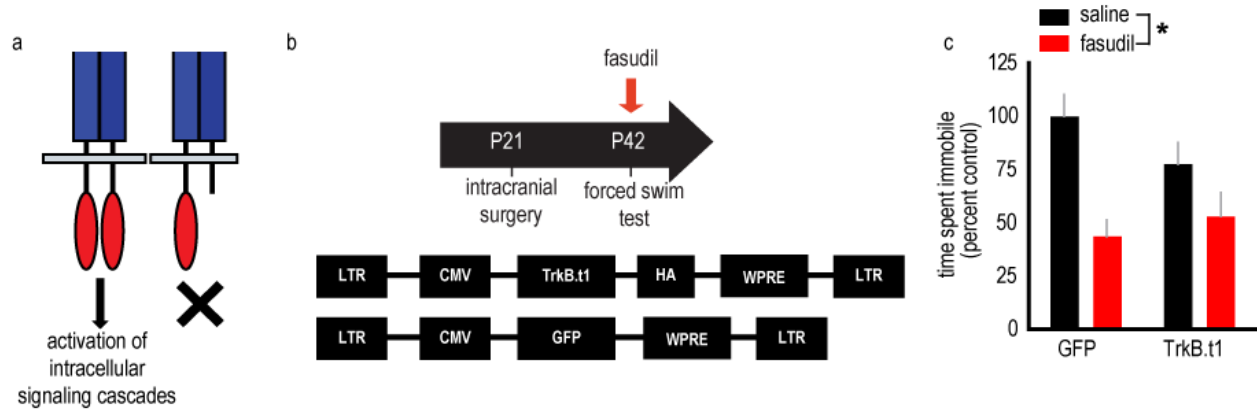 a
activation of
intracellular
signaling cascades
b
fasudil
P21 P42
intracranial
surgery
forced swim
test
LTR CMV TrkB.t1 HA WPRE LTR
LTR CMV GFP WPRE LTR
c
saline
fasudil
*
time spent immobile
(percent control)
125
100
75
50
25
0
GFP TrkB.t1